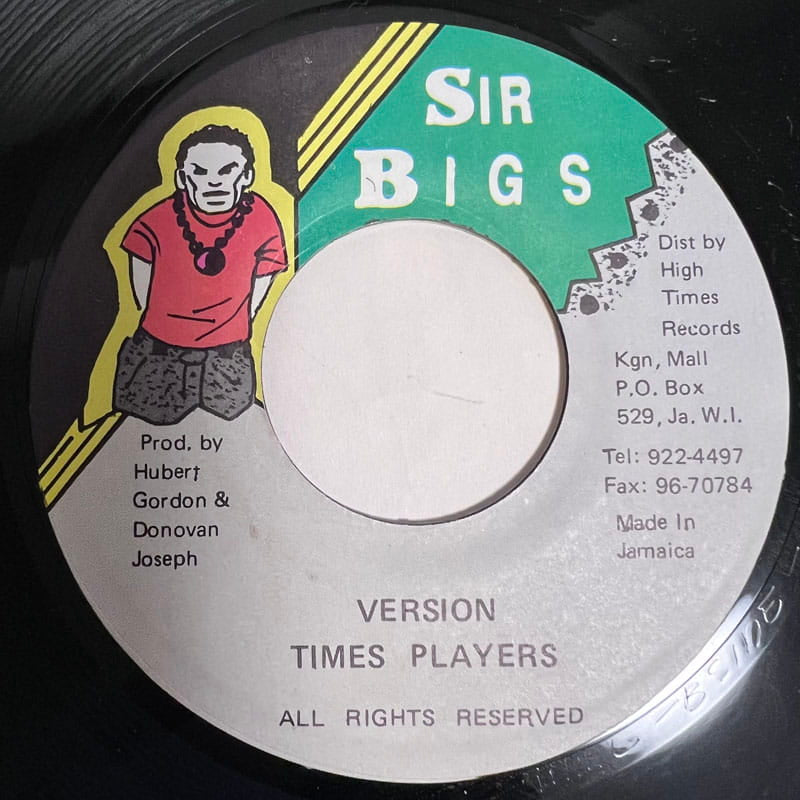 SIR
BIGS
Dist by
High
Times
Records
Kgn, Mall
P.O. Box
529, Ja. W.I.
Tel: 922-4497
Fax: 96-70784
Made In
Jamaica
Prod. by
Hubert
Gordon &
Donovan
Joseph
VERSION
TIMES PLAYERS
ALL RIGHTS RESERVED